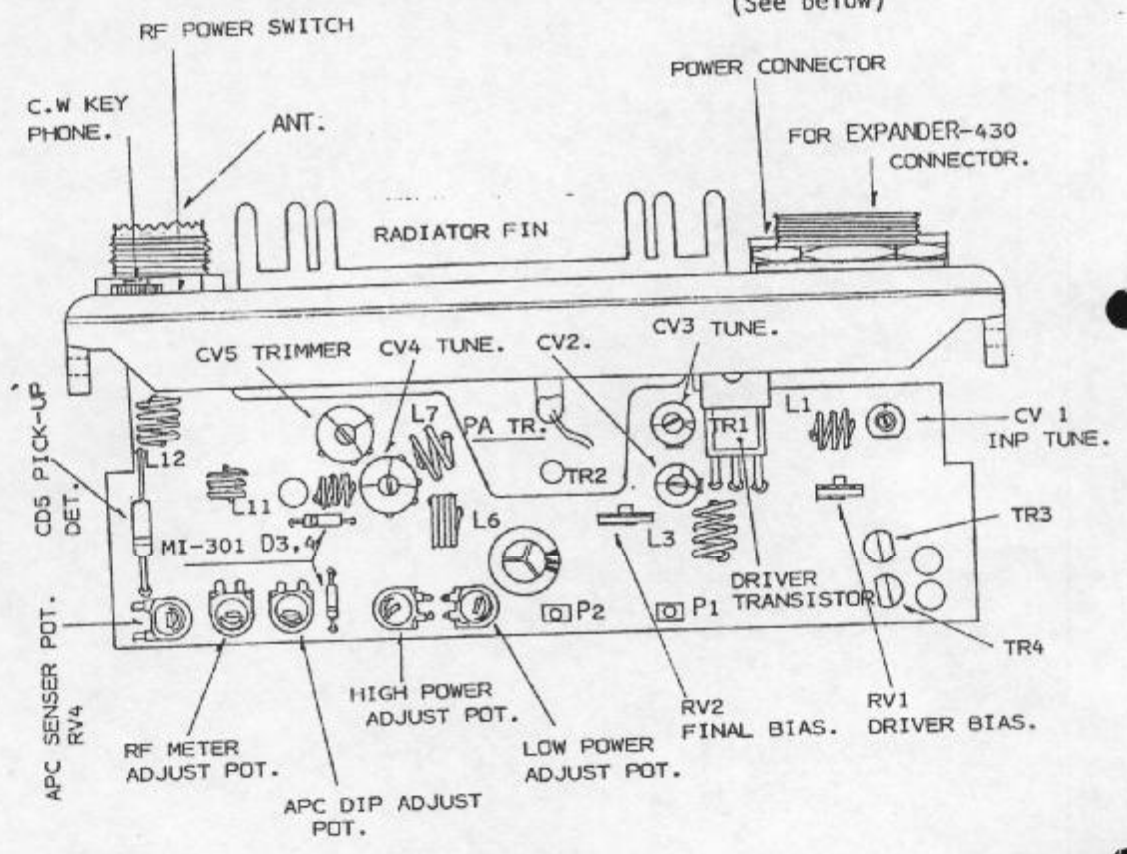 (See below)
RF POWER SWITCH
POWER CONNECTOR
C.W KEY
PHONE.
ANT.
FOR EXPANDER-430
CONNECTOR.
RADIATOR FIN
CV5 TRIMMER
CV4 TUNE.
CV2.
CV3 TUNE.
L7
PA TR.
TR1
L1
CV 1
INP TUNE.
CD5 PICK-UP
DET.
L12
L11
TR2
L6
L3
TR3
MI-301 D3,4
DRIVER
TRANSISTOR
P2
P1
TR4
APC SENSER POT.
RV4
RF METER
ADJUST POT.
HIGH POWER
ADJUST POT.
APC DIP ADJUST
POT.
LOW POWER
ADJUST POT.
RV2
FINAL BIAS.
RV1
DRIVER BIAS.